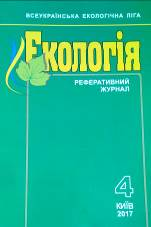 ВСЕУКРАЇНСЬКА ЕКОЛОГІЧНА ЛІГА
Екологія
РЕФЕРАТИВНИЙ
ЖУРНАЛ
4
КИЇВ
2017